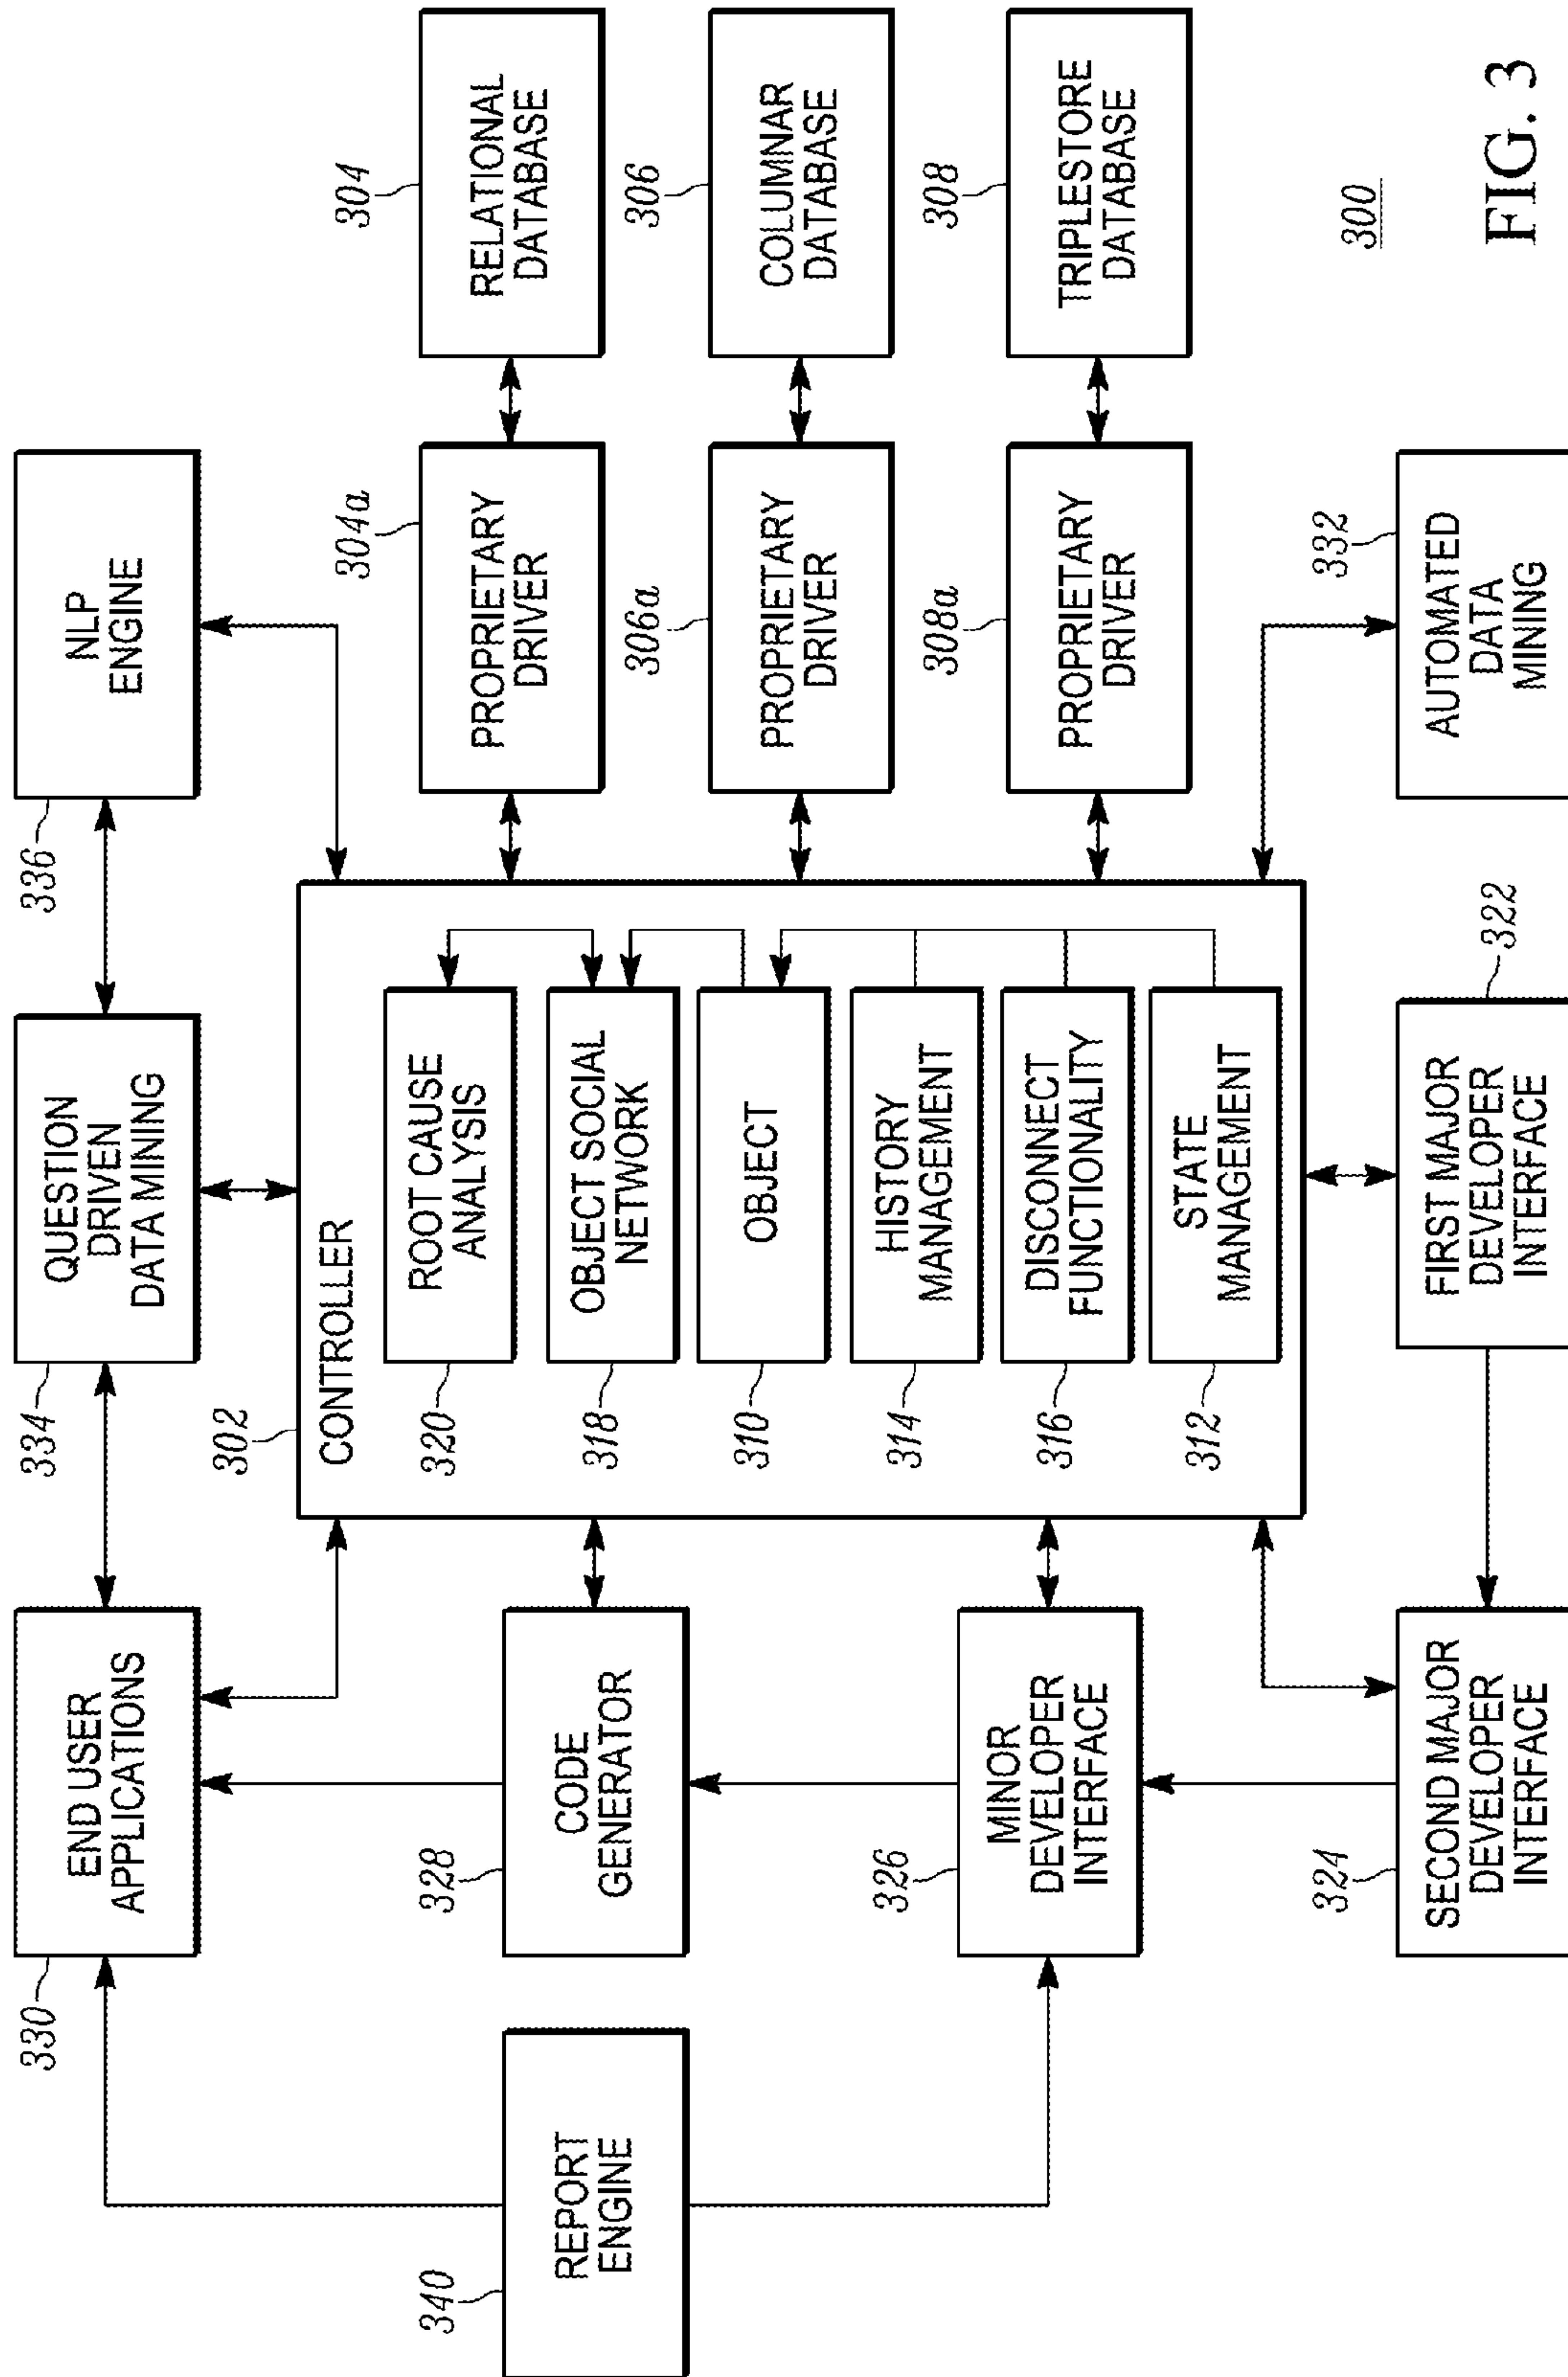 340
REPORT
ENGINE
330
END USER
APPLICATIONS
328
CODE
GENERATOR
326
MINOR
DEVELOPER
INTERFACE
324
SECOND MAJOR
DEVELOPER
INTERFACE
334
QUESTION
DRIVEN
DATA MINING
302
CONTROLLER
320
ROOT CAUSE
ANALYSIS
318
OBJECT SOCIAL
NETWORK
310
OBJECT
314
HISTORY
MANAGEMENT
316
DISCONNECT
FUNCTIONALITY
312
STATE
MANAGEMENT
322
FIRST MAJOR
DEVELOPER
INTERFACE
336
NLP
ENGINE
304a
PROPRIETARY
DRIVER
306a
PROPRIETARY
DRIVER
308a
PROPRIETARY
DRIVER
332
AUTOMATED
DATA
MINING
304
RELATIONAL
DATABASE
306
COLUMNAR
DATABASE
308
TRIPLESTORE
DATABASE
300
FIG. 3